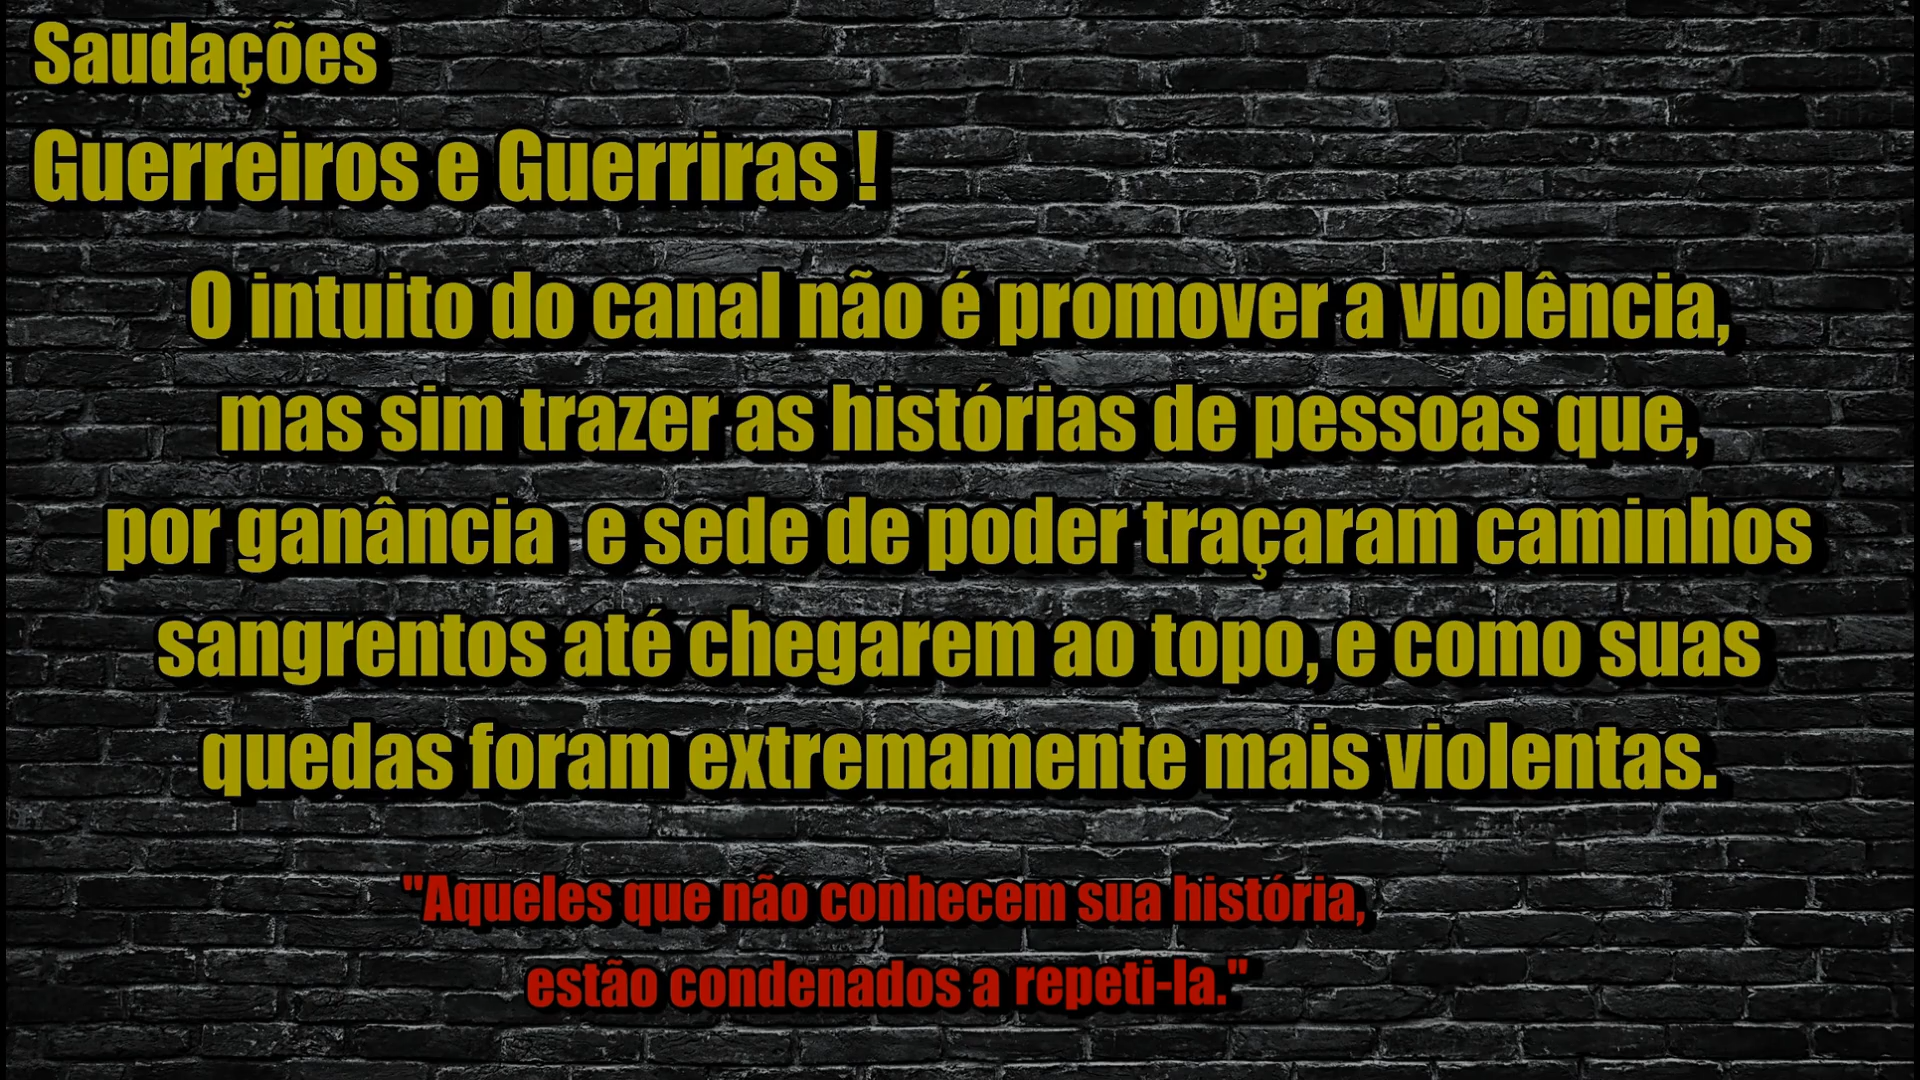 Saudações
Guerreiros e Guerriras !
O intuito do canal não é promover a violência,
mas sim trazer as histórias de pessoas que,
por ganância  e sede de poder traçaram caminhos
sangrentos até chegarem ao topo, e como suas
quedas foram extremamente mais violentas.
"Aqueles que não conhecem sua história,
estão condenados a repeti-la."